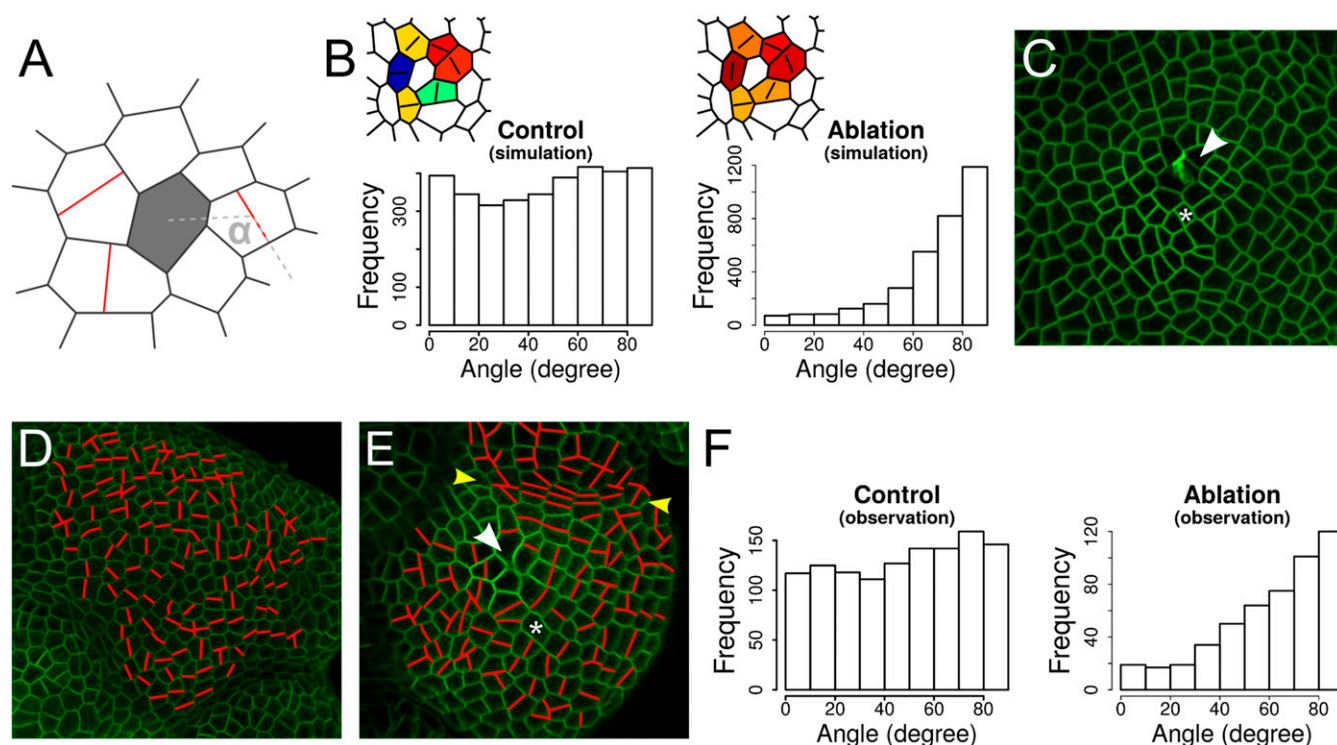 A
α
B
Control
(simulation)
Frequency
0
100
300
0
20
40
60
80
Angle (degree)
Ablation
(simulation)
Frequency
0
400
800
1200
0
20
40
60
80
Angle (degree)
C
*
D
E
*
F
Control
(observation)
Frequency
0
50
100
150
0
20
40
60
80
Angle (degree)
Ablation
(observation)
Frequency
0
40
80
120
0
20
40
60
80
Angle (degree)